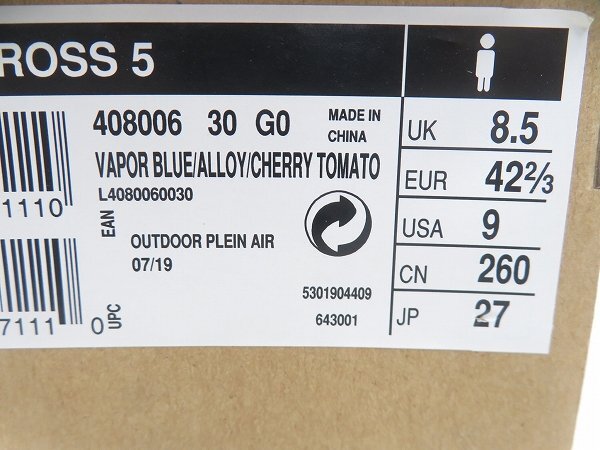 ROSS 5
408006 30 G0
MADE IN
CHINA
VAPOR BLUE/ALLOY/CHERRY TOMATO
L4080060030
1110
EAN
OUTDOOR PLEIN AIR
07/19
5301904409
643001
7111 0
UPC
UK 8.5
EUR 42⅔
USA 9
CN 260
JP 27